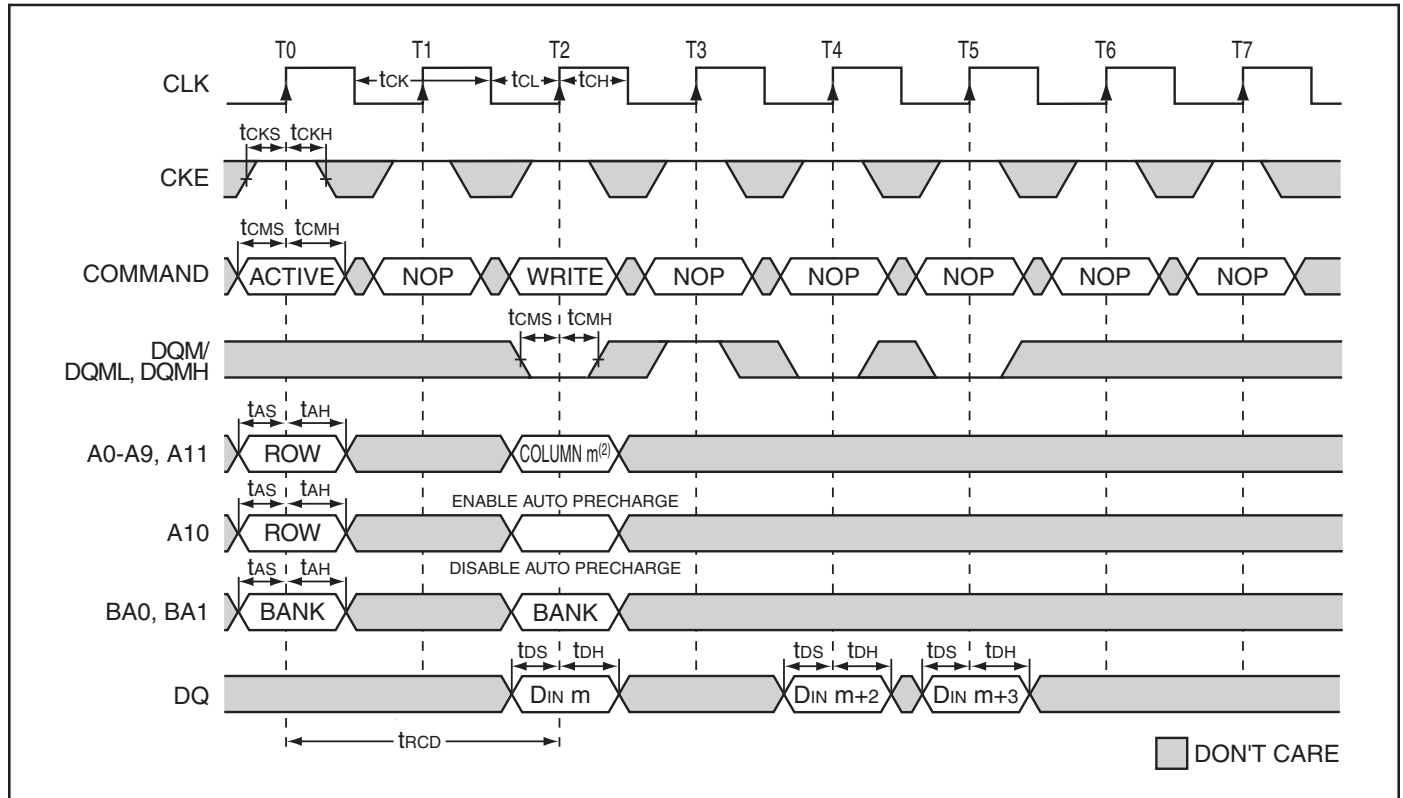 T0 T1 T2 T3 T4 T5 T6 T7
CLK tCK tCL tCH
tCKS tCKH
CKE
tCMS tCMH
COMMAND ACTIVE NOP WRITE NOP NOP NOP NOP NOP
tCMS tCMH
DQM/
DQML, DQMH
tAS tAH
A0-A9, A11 ROW COLUMN m(2)
tAS tAH ENABLE AUTO PRECHARGE
A10 ROW
tAS tAH DISABLE AUTO PRECHARGE
BA0, BA1 BANK BANK
tDS tDH tDS tDH tDS tDH
DQ DIN m DIN m+2 DIN m+3
tRCD
DON'T CARE